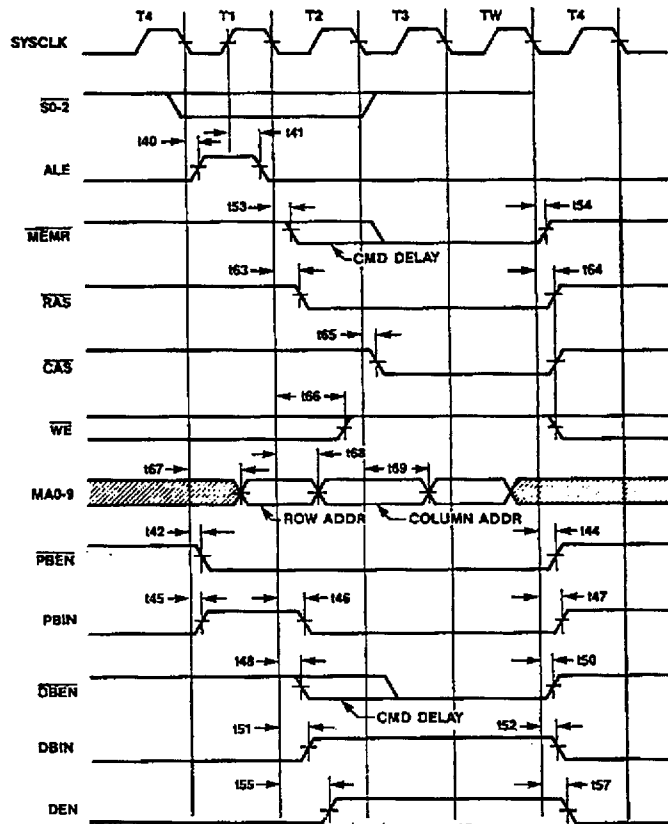 T4 T1 T2 T3 TW T4
SYSCLK
S0-2
t40 t41
ALE
t53 t54
MEMR
CMD DELAY
t63 t64
RAS
t65
CAS
t66
WE
t67 t68 t69
MA0-9
ROW ADDR COLUMN ADDR
t42 t44
PBEN
t45 t46 t47
PBIN
t48 t50
DBEN
CMD DELAY
t51 t52
DBIN
t55 t57
DEN